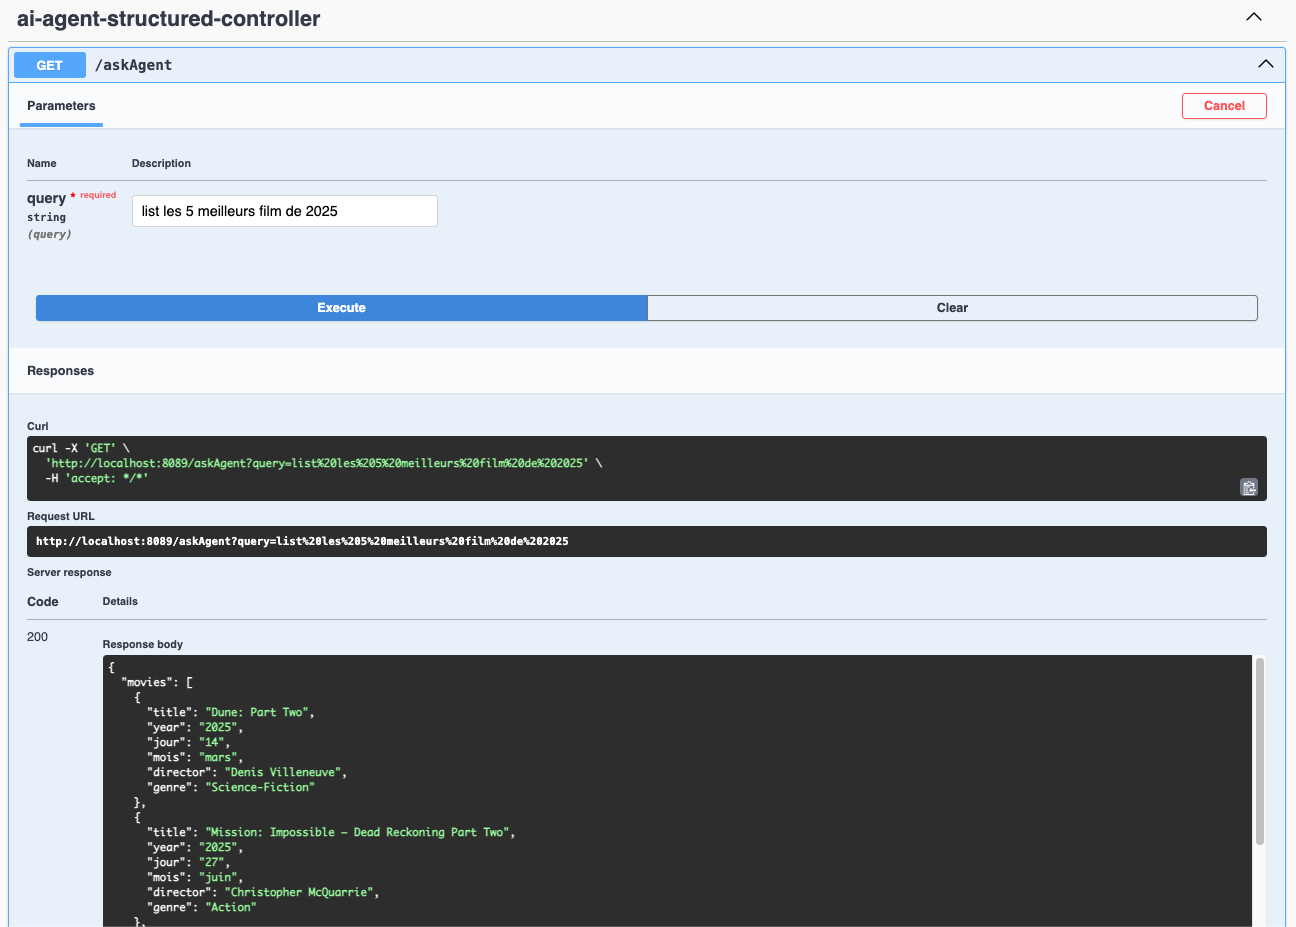 ai-agent-structured-controller
GET /askAgent
Parameters
Cancel
Name Description
query * required
string
(query)
list les 5 meilleurs film de 2025
Execute
Clear
Responses
Curl
curl -X 'GET' \
'http://localhost:8089/askAgent?query=list%20les%205%20meilleurs%20film%20de%202025' \
-H 'accept: */*'
Request URL
http://localhost:8089/askAgent?query=list%20les%205%20meilleurs%20film%20de%202025
Server response
Code Details
200
Response body
{
"movies": [
{
"title": "Dune: Part Two",
"year": "2025",
"jour": "14",
"mois": "mars",
"director": "Denis Villeneuve",
"genre": "Science-Fiction"
},
{
"title": "Mission: Impossible – Dead Reckoning Part Two",
"year": "2025",
"jour": "27",
"mois": "juin",
"director": "Christopher McQuarrie",
"genre": "Action"
},